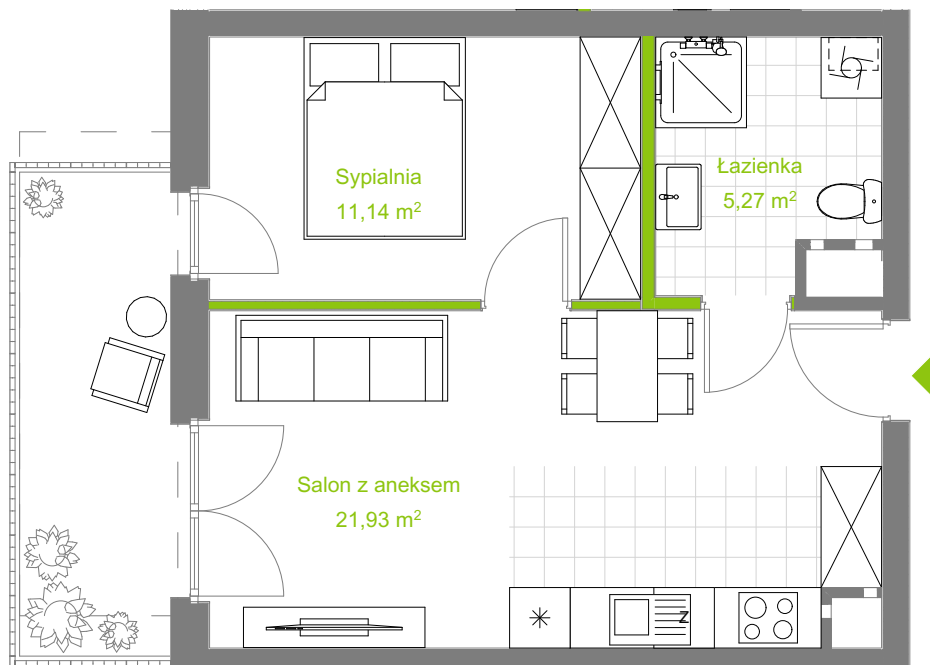 Sypialnia
11,14 m²
Łazienka
5,27 m²
Salon z aneksem
21,93 m²
Z